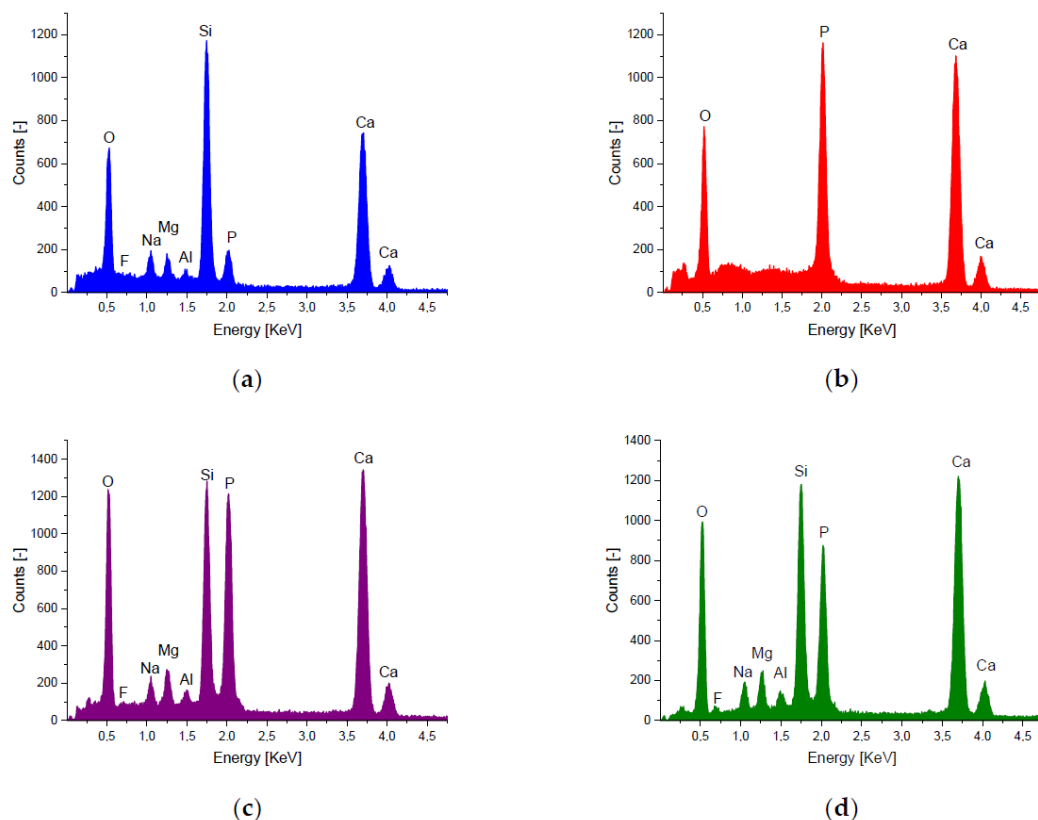 1200
1000
800
600
400
200
0
Counts [-]
O
F
Na
Mg
Al
Si
P
Ca
Ca
0,5 1,0 1,5 2,0 2,5 3,0 3,5 4,0 4,5
Energy [KeV]
(a)
1200
1000
800
600
400
200
0
Counts [-]
O
P
Ca
Ca
0,5 1,0 1,5 2,0 2,5 3,0 3,5 4,0 4,5
Energy [KeV]
(b)
1400
1200
1000
800
600
400
200
0
Counts [-]
O
F
Na
Mg
Al
Si
P
Ca
Ca
0,5 1,0 1,5 2,0 2,5 3,0 3,5 4,0 4,5
Energy [KeV]
(c)
1400
1200
1000
800
600
400
200
0
Counts [-]
O
F
Na
Mg
Al
Si
P
Ca
Ca
0,5 1,0 1,5 2,0 2,5 3,0 3,5 4,0 4,5
Energy [KeV]
(d)